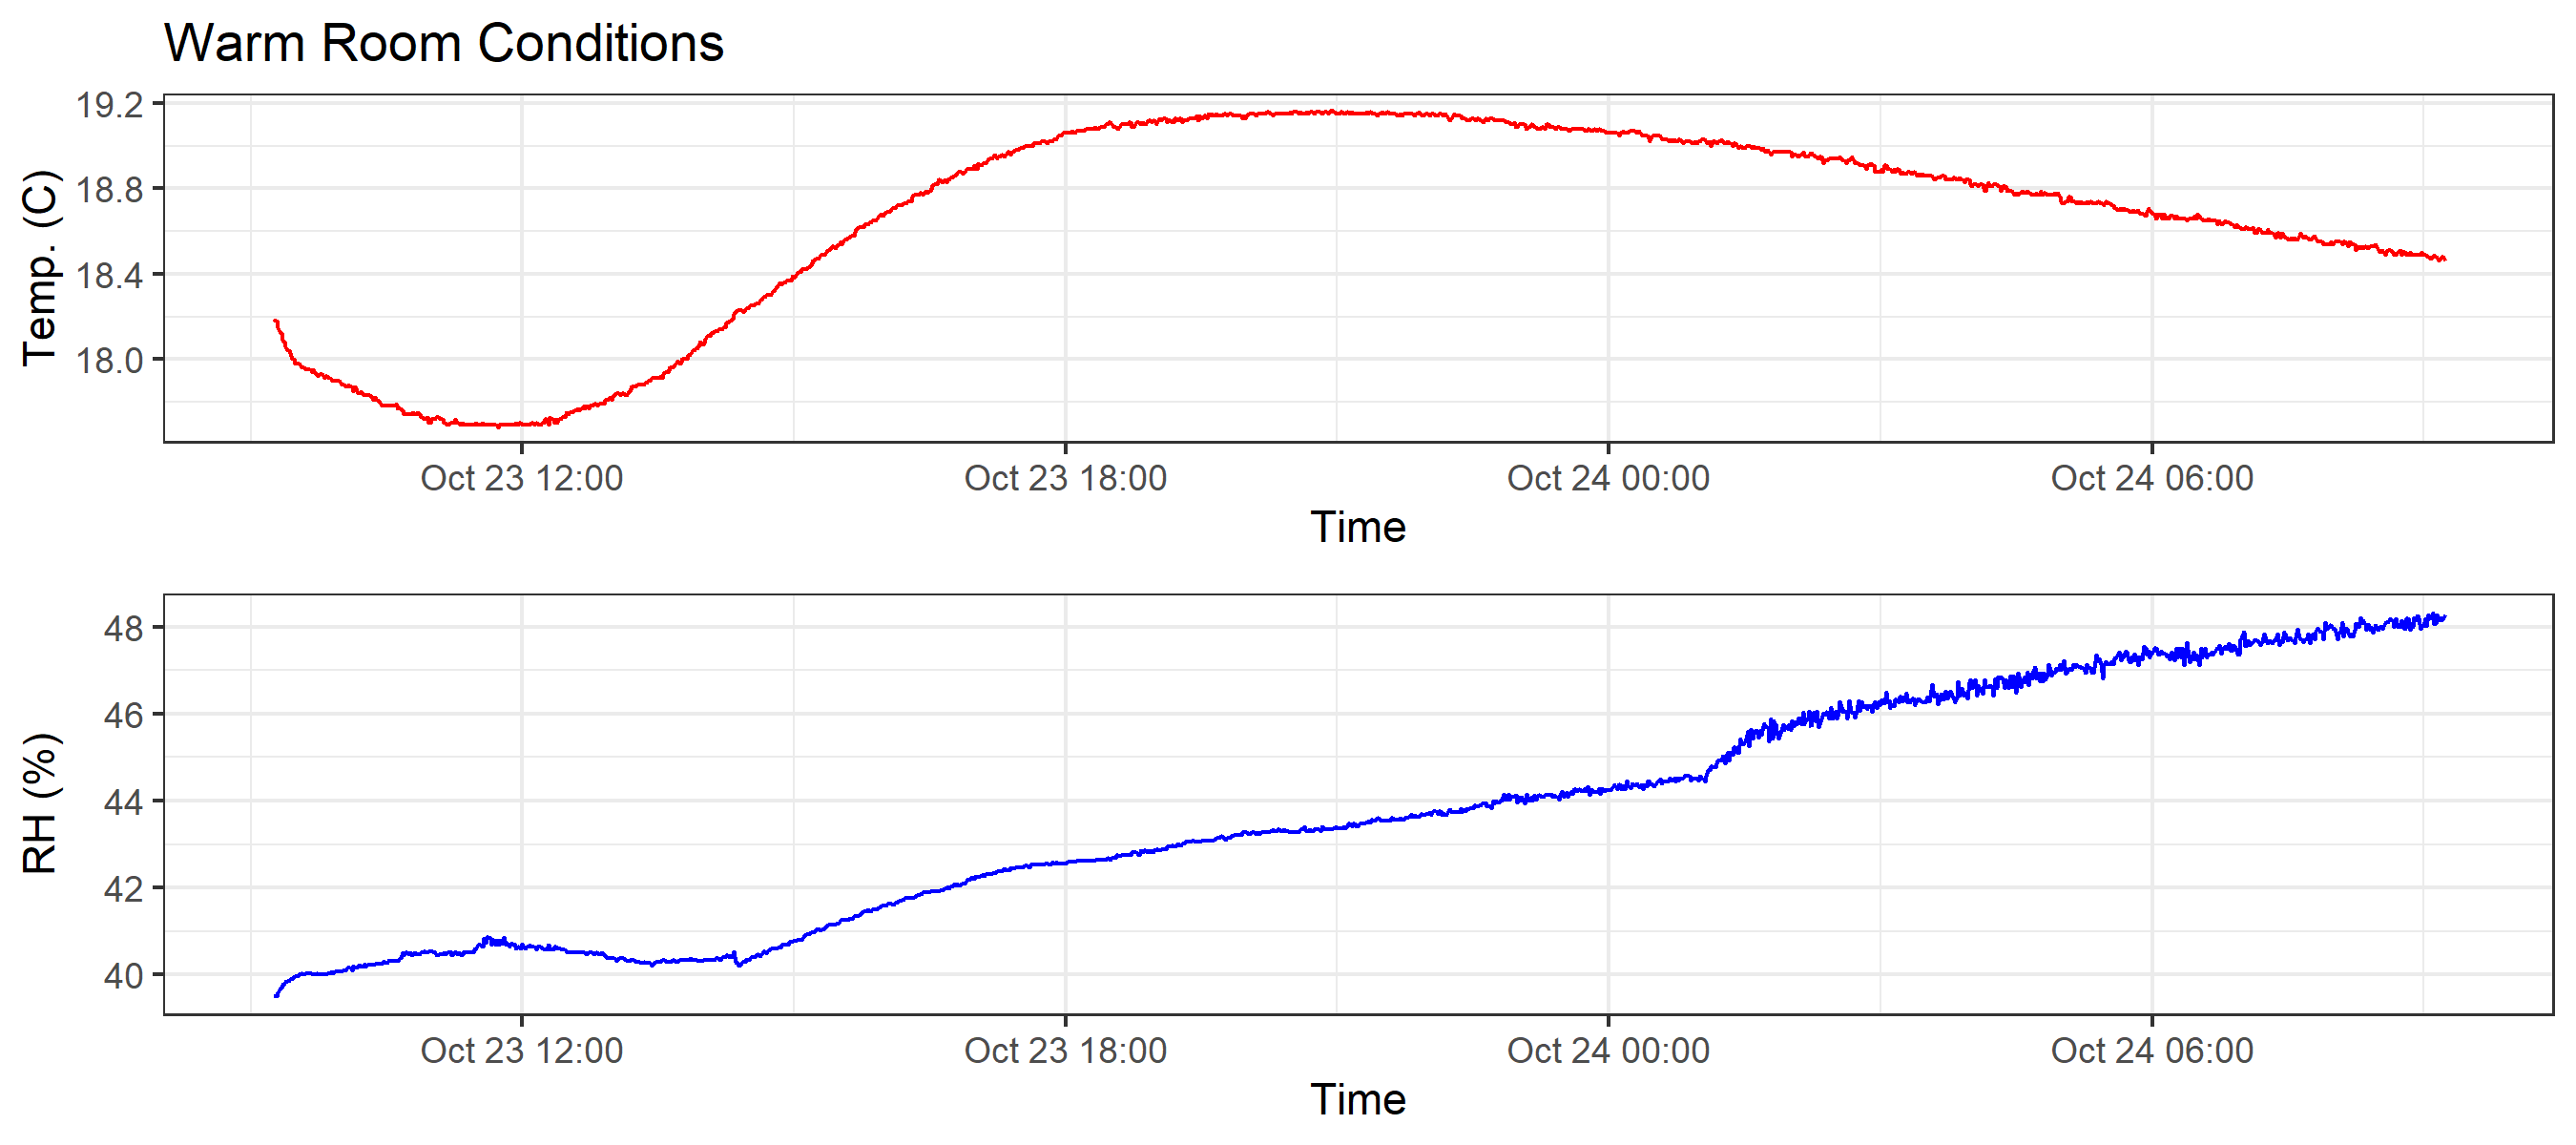 Warm Room Conditions
19.2
18.8
18.4
18.0
Temp. (C)
Oct 23 12:00 Oct 23 18:00 Oct 24 00:00 Oct 24 06:00
Time
48
46
44
42
40
RH (%)
Oct 23 12:00 Oct 23 18:00 Oct 24 00:00 Oct 24 06:00
Time